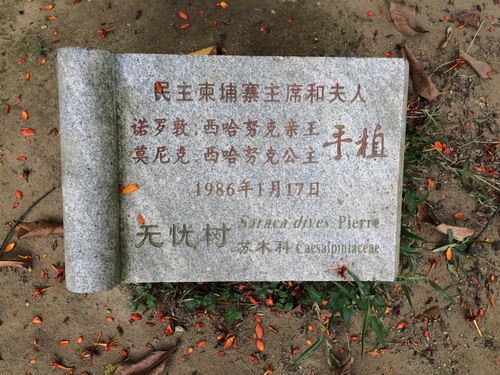 民主柬埔寨主席和夫人
诺罗敦·西哈努克亲王
莫尼克·西哈努克公主 手植
1986年1月17日
无忧树 Saraca dives Pierre
苏木科 Caesalpiniaceae